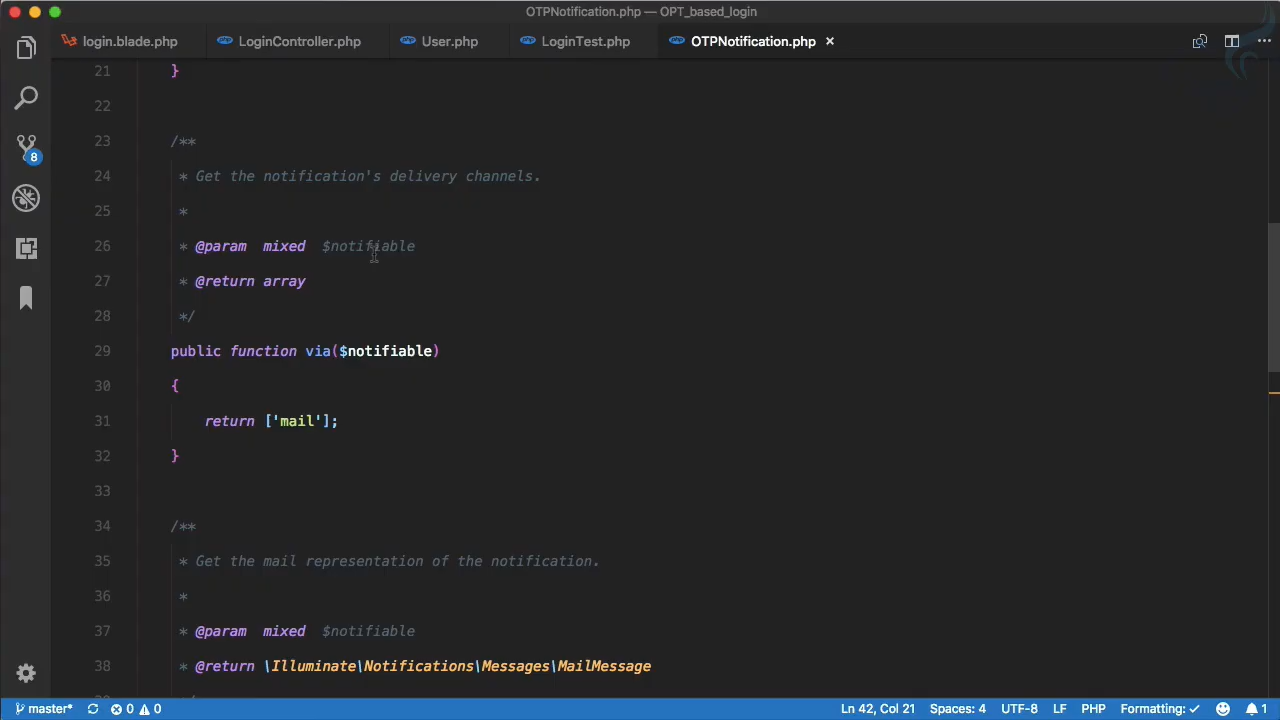 OTPNotification.php — OPT_based_login
login.blade.php LoginController.php User.php LoginTest.php OTPNotification.php ×
21 }
22
23 /**
24 * Get the notification's delivery channels.
25 *
26 * @param mixed $notifiable
27 * @return array
28 */
29 public function via($notifiable)
30 {
31 return ['mail'];
32 }
33
34 /**
35 * Get the mail representation of the notification.
36 *
37 * @param mixed $notifiable
38 * @return \Illuminate\Notifications\Messages\MailMessage
8
master* 0 0 Ln 42, Col 21 Spaces: 4 UTF-8 LF PHP Formatting: ✓ 1